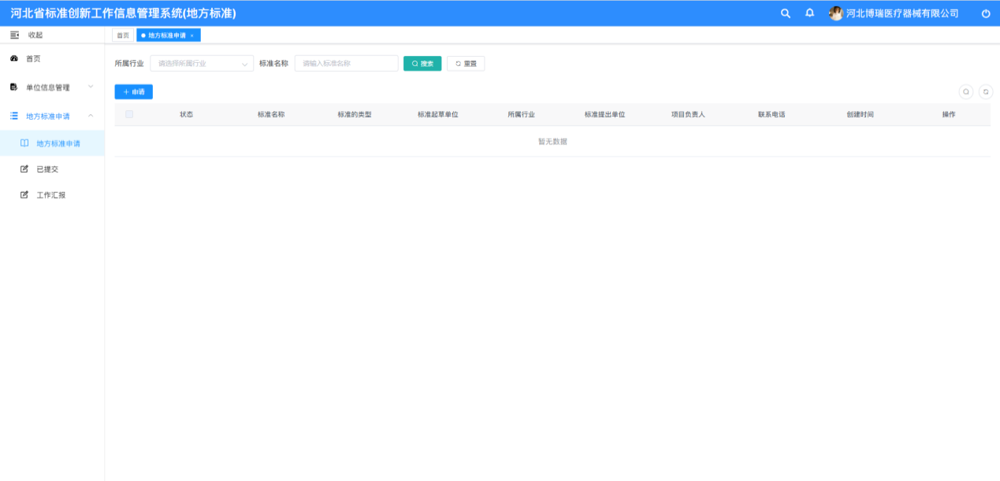 河北省标准创新工作信息管理系统(地方标准)
河北博瑞医疗器械有限公司
收起
首页
地方标准申请 ×
首页
单位信息管理
地方标准申请
地方标准申请
已提交
工作汇报
所属行业 请选择所属行业 标准名称 请输入标准名称 搜索 重置
申请
状态 标准名称 标准的类型 标准起草单位 所属行业 标准提出单位 项目负责人 联系电话 创建时间 操作
暂无数据